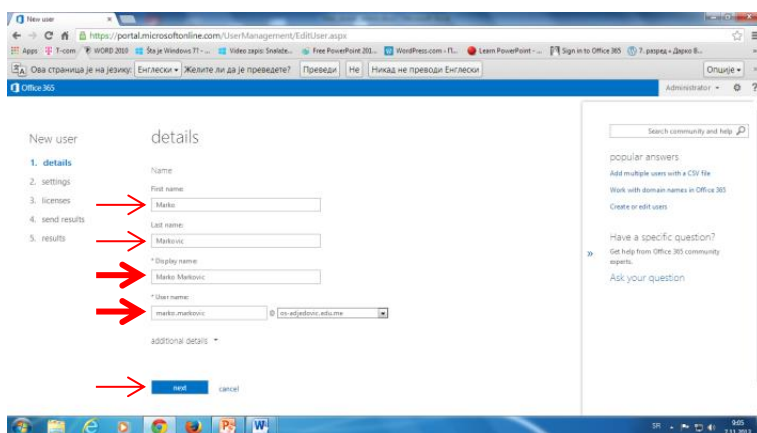 New user
https://portal.microsoftonline.com/UserManagement/EditUser.aspx
Apps T-com WORD 2010 Šta je Windows 7? - ... Video zapis: Snalaže... Free PowerPoint 201... WordPress.com › П... Learn PowerPoint - ... Sign in to Office 365 7. разред « Дарко В...
Ова страница је на језику: Енглески Желите ли да је преведете? Преведи Не Никад не преводи Енглески Опције
Office 365 Administrator ?
Search community and help
New user
details
1. details
2. settings
3. licenses
4. send results
5. results
Name
First name:
Marko
Last name:
Markovic
* Display name:
Marko Markovic
* User name:
marko.markovic @ os-adjedovic.edu.me
additional details
next cancel
popular answers
Add multiple users with a CSV file
Work with domain names in Office 365
Create or edit users
Have a specific question?
»
Get help from Office 365 community
experts.
Ask your question
SR 9:05
7.11.2013